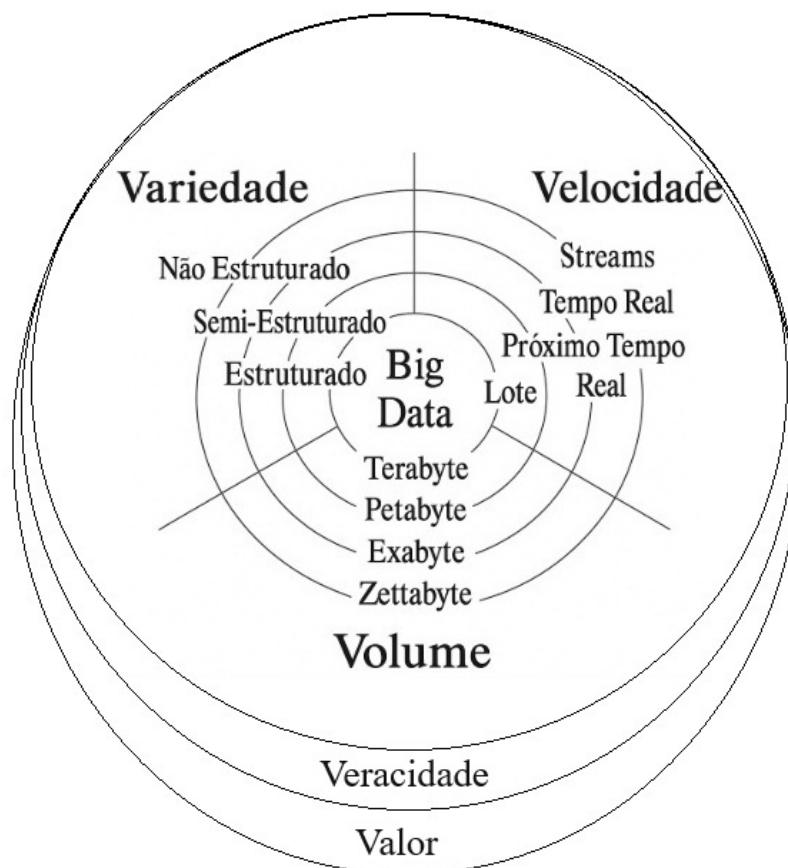 Variedade
Velocidade
Não Estruturado
Semi-Estruturado
Estruturado
Streams
Tempo Real
Próximo Tempo
Real
Lote
Big
Data
Terabyte
Petabyte
Exabyte
Zettabyte
Volume
Veracidade
Valor